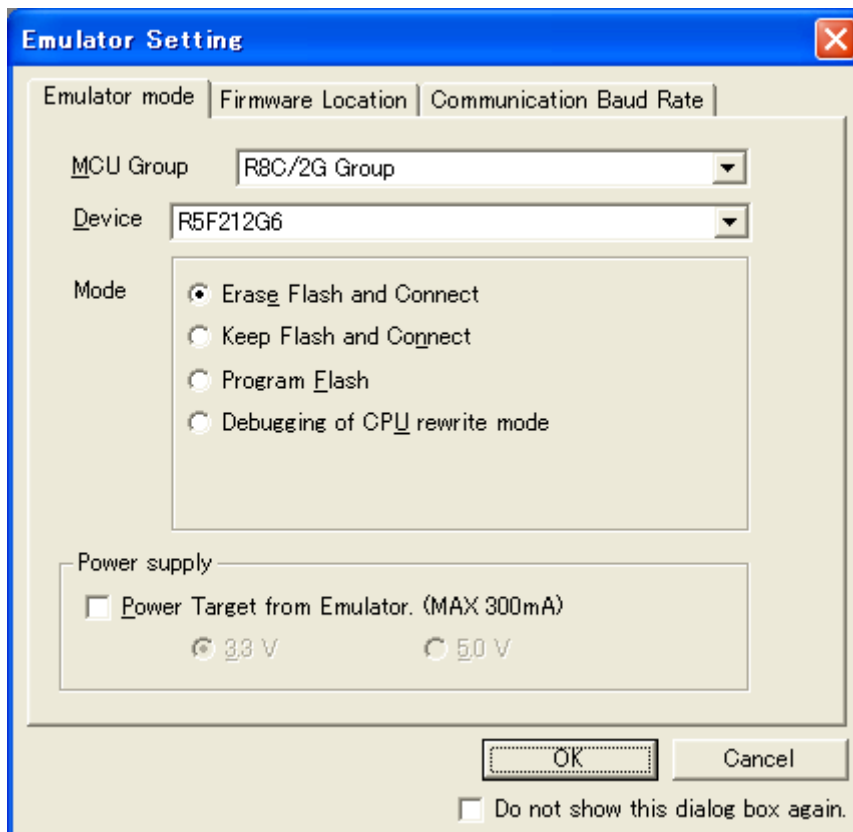 Emulator Setting
Emulator mode
Firmware Location
Communication Baud Rate
MCU Group
R8C/2G Group
Device
R5F212G6
Mode
Erase Flash and Connect
Keep Flash and Connect
Program Flash
Debugging of CPU rewrite mode
Power supply
Power Target from Emulator. (MAX 300mA)
3.3 V
5.0 V
OK
Cancel
Do not show this dialog box again.